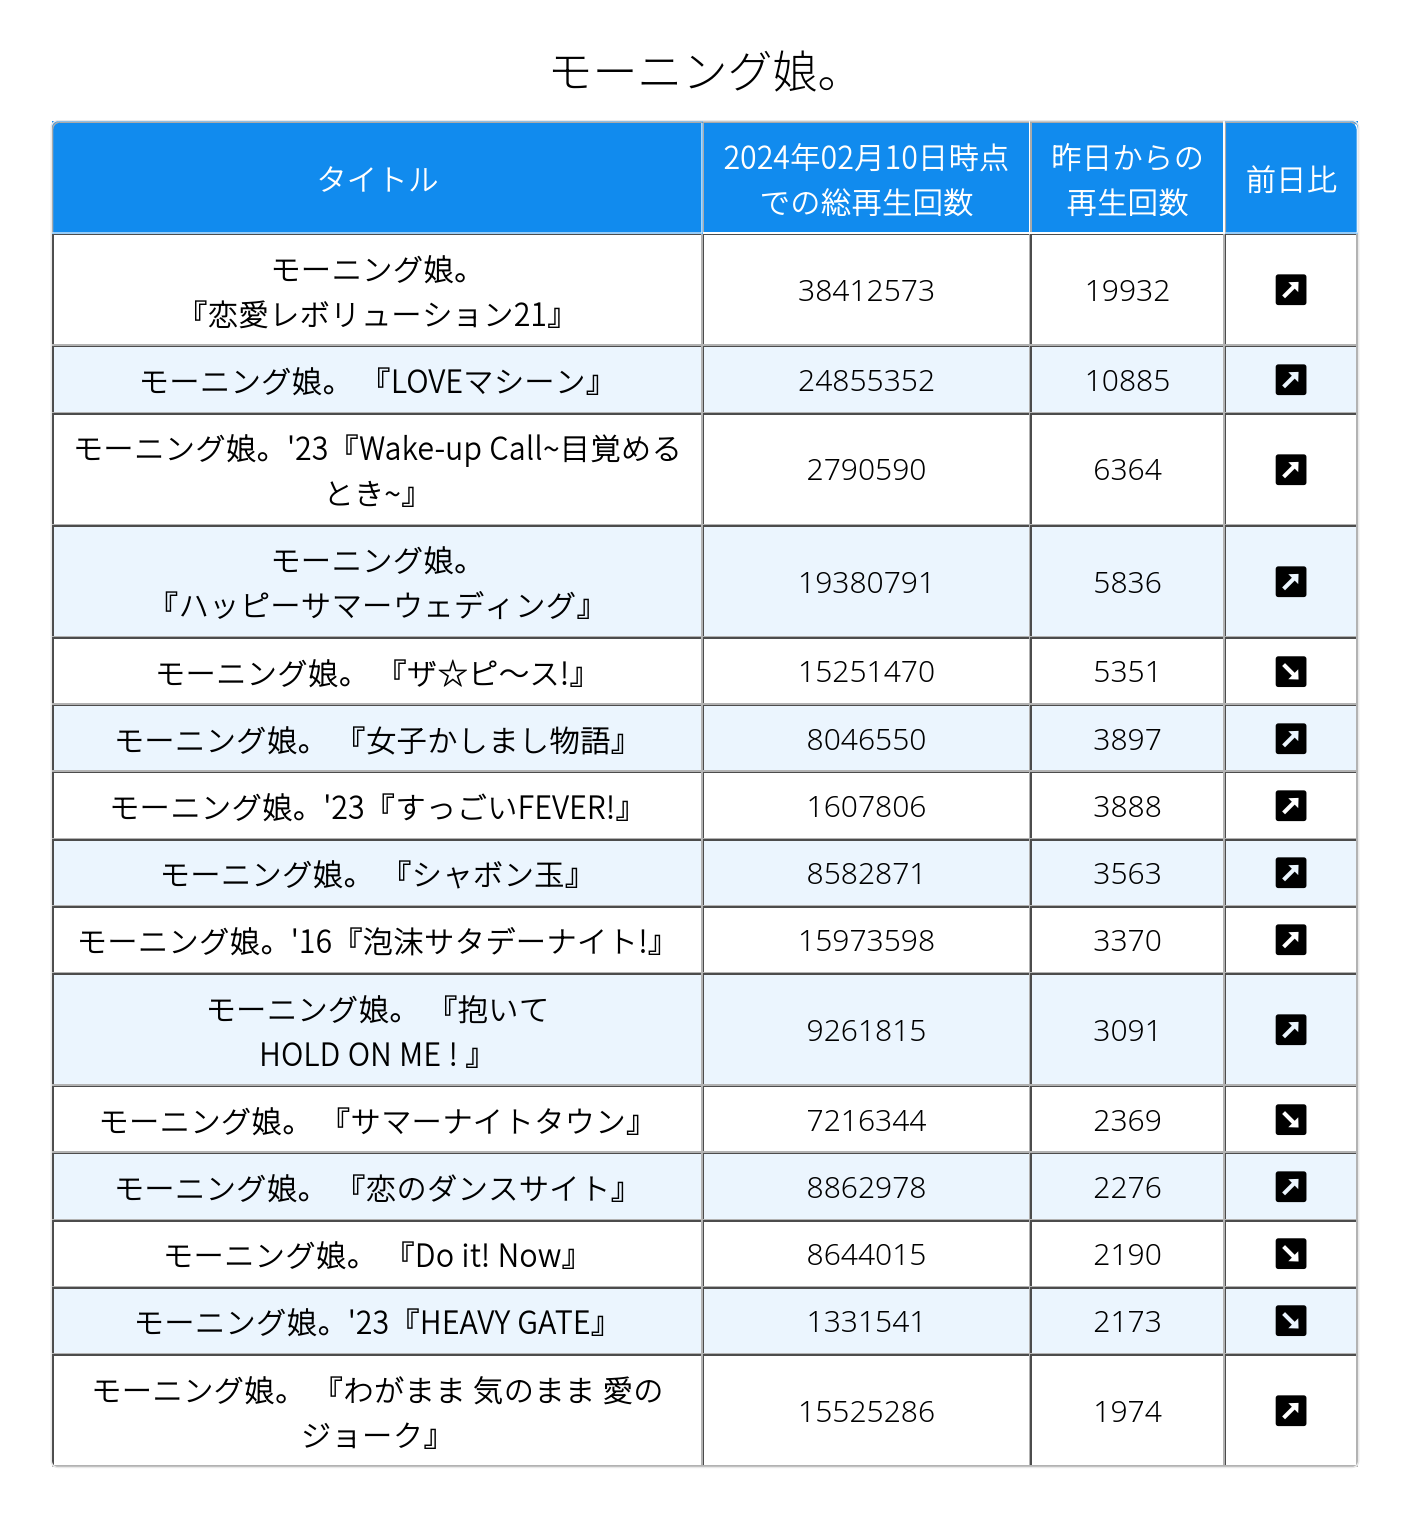 モーニング娘。
タイトル
2024年02月10日時点
での総再生回数
昨日からの
再生回数
前日比
モーニング娘。
『恋愛レボリューション21』
38412573
19932
モーニング娘。 『LOVEマシーン』
24855352
10885
モーニング娘。'23『Wake-up Call~目覚める
とき~』
2790590
6364
モーニング娘。
『ハッピーサマーウェディング』
19380791
5836
モーニング娘。 『ザ☆ピ〜ス!』
15251470
5351
モーニング娘。 『女子かしまし物語』
8046550
3897
モーニング娘。'23『すっごいFEVER!』
1607806
3888
モーニング娘。 『シャボン玉』
8582871
3563
モーニング娘。'16『泡沫サタデーナイト!』
15973598
3370
モーニング娘。 『抱いて
HOLD ON ME ! 』
9261815
3091
モーニング娘。 『サマーナイトタウン』
7216344
2369
モーニング娘。 『恋のダンスサイト』
8862978
2276
モーニング娘。 『Do it! Now』
8644015
2190
モーニング娘。'23『HEAVY GATE』
1331541
2173
モーニング娘。 『わがまま 気のまま 愛の
ジョーク』
15525286
1974